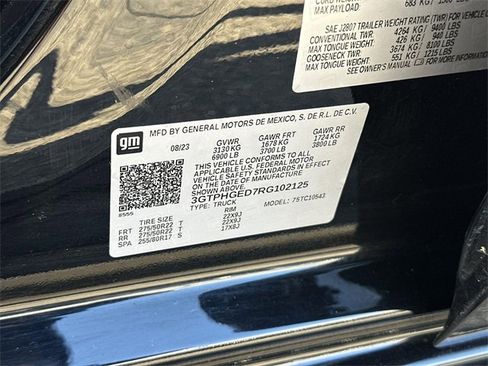 683 KG
MAX PAYLOAD
SAE J2807 TRAILER WEIGHT RATING (TWR) FOR VEHICLE
CONVENTIONAL TWR 4264 KG / 9400 LBS
MAX TONGUE WEIGHT 426 KG / 940 LBS
3674 KG / 8100 LBS
MAX TONGUE WEIGHT: 551 KG / 1215 LBS
SEE OWNER'S MANUAL
gm
MFD BY GENERAL MOTORS DE MEXICO, S. DE R.L. DE C.V.
08/23 GVWR GAWR FRT GAWR RR
3130 KG 1678 KG 1724 KG
6900 LB 3700 LB 3800 LB
THIS VEHICLE CONFORMS TO ALL
APPLICABLE U.S. FEDERAL MOTOR
VEHICLE SAFETY STANDARDS IN
EFFECT ON THE DATE OF MANUFACTURE
SHOWN ABOVE.
3GTPHGED7RG102125
TYPE: TRUCK MODEL: 7STC10543
TIRE SIZE RIM
FRT 275/50R22 T 22X9J
RR 275/50R22 T 22X9J
SPA 255/80R17 S 17X8J